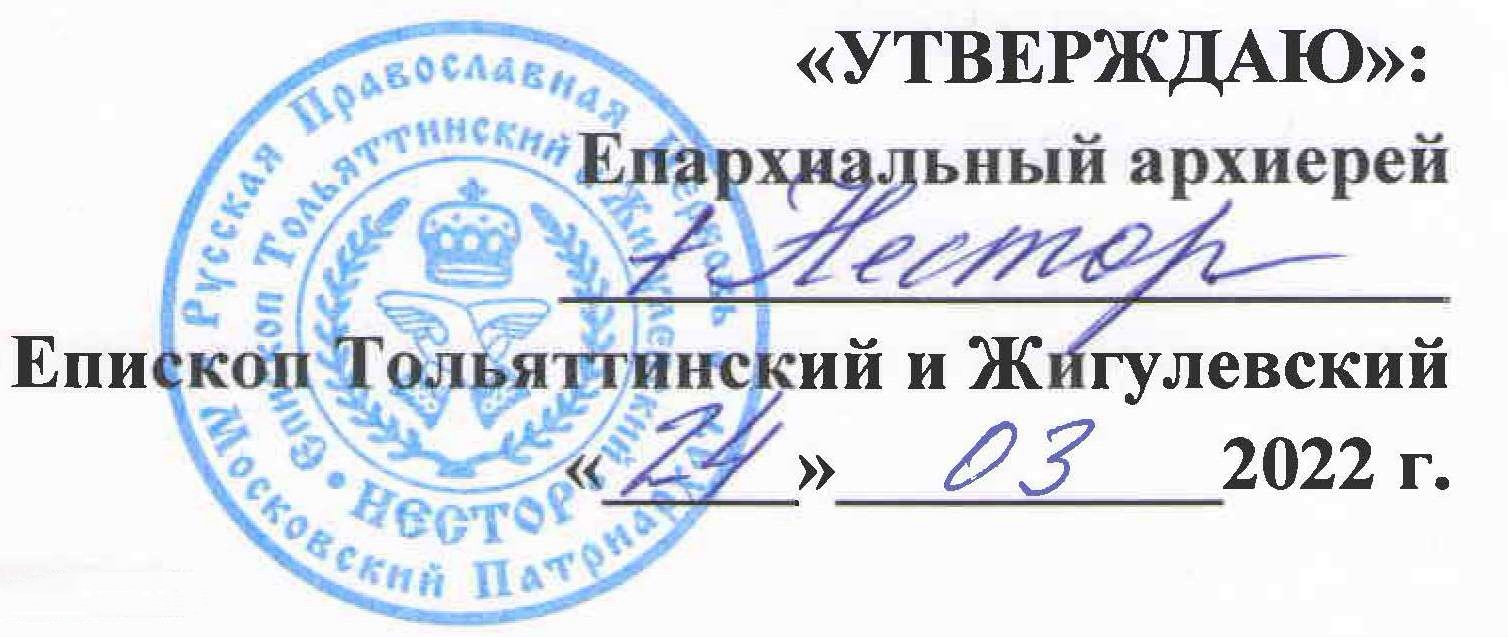 «УТВЕРЖДАЮ»:
Епархиальный архиерей
+ Нестор
Епископ Тольяттинский и Жигулевский
«24» 03 2022 г.
Русская Православная Церковь
Московский Патриархат
Епископ Тольяттинский и Жигулевский
• НЕСТОР •